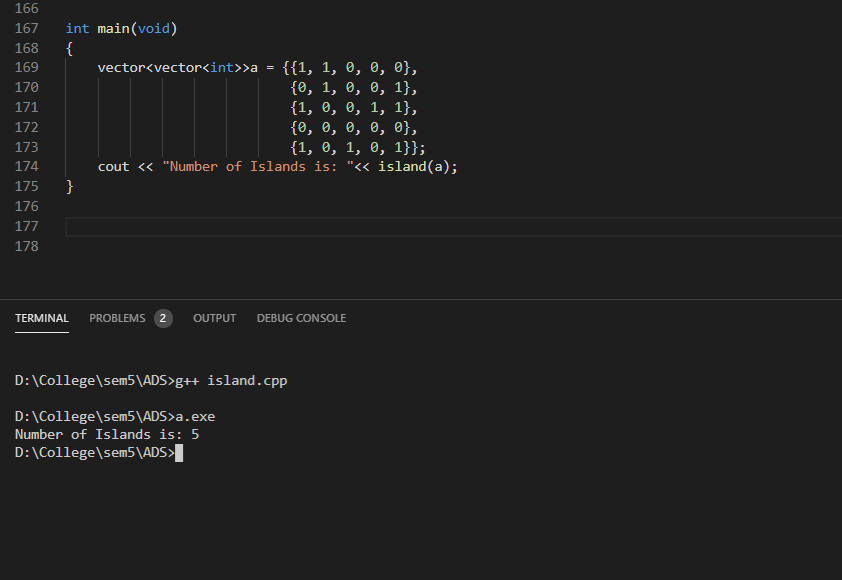 166
167 int main(void)
168 {
169 vector<vector<int>>a = {{1, 1, 0, 0, 0},
170 {0, 1, 0, 0, 1},
171 {1, 0, 0, 1, 1},
172 {0, 0, 0, 0, 0},
173 {1, 0, 1, 0, 1}};
174 cout << "Number of Islands is: "<< island(a);
175 }
176
177
178
TERMINAL PROBLEMS 2 OUTPUT DEBUG CONSOLE
D:\College\sem5\ADS>g++ island.cpp
D:\College\sem5\ADS>a.exe
Number of Islands is: 5
D:\College\sem5\ADS>